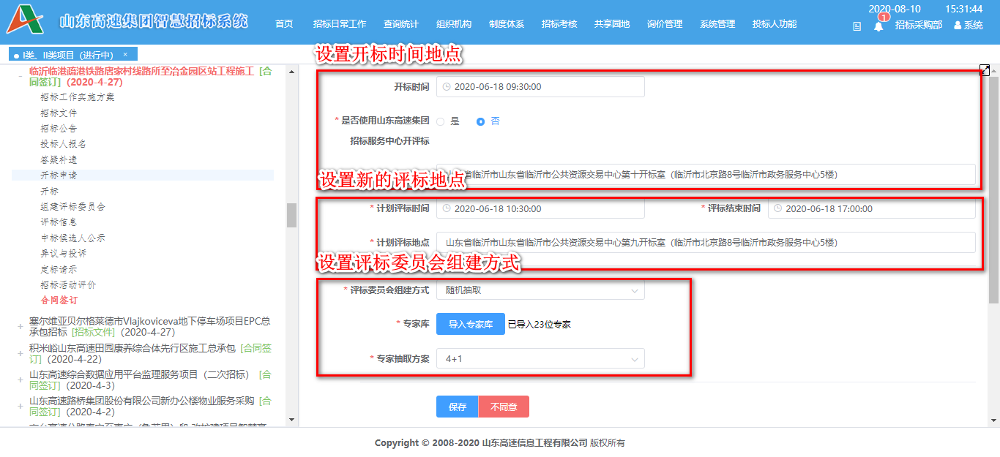 山东高速集团智慧招标系统
首页 招标日常工作 查询统计 组织机构 制度体系 招标考核 共享园地 询价管理 系统管理 投标人功能
2020-08-10 15:31:44
1
招标采购部 系统
I类、II类项目（进行中） ×
临沂临港疏港铁路唐家村线路所至冶金园区站工程施工 [合
同签订]（2020-4-27）
招标工作实施方案
招标文件
招标公告
投标人报名
答疑补遗
开标申请
开标
组建评标委员会
评标信息
中标候选人公示
异议与投诉
定标请示
招标活动评价
合同签订
塞尔维亚贝尔格莱德市Vlajkoviceva地下停车场项目EPC总
承包招标 [招标文件]（2020-4-27）
积米峪山东高速田园康养综合体先行区施工总承包 [合同签
订]（2020-4-22）
山东高速综合数据应用平台监理服务项目（二次招标） [合
同签订]（2020-4-3）
山东高速路桥集团股份有限公司新办公楼物业服务采购 [合
同签订]（2020-4-2）
设置开标时间地点
开标时间 2020-06-18 09:30:00
* 是否使用山东高速集团 是 否
招标服务中心开评标
省临沂市山东省临沂市公共资源交易中心第十开标室（临沂市北京路8号临沂市政务服务中心5楼）
设置新的评标地点
* 计划评标时间 2020-06-18 10:30:00 * 评标结束时间 2020-06-18 17:00:00
* 计划评标地点 山东省临沂市山东省临沂市公共资源交易中心第九开标室（临沂市北京路8号临沂市政务服务中心5楼）
设置评标委员会组建方式
* 评标委员会组建方式 随机抽取
* 专家库 导入专家库 已导入23位专家
* 专家抽取方案 4+1
保存 不同意
Copyright © 2008-2020 山东高速信息工程有限公司 版权所有